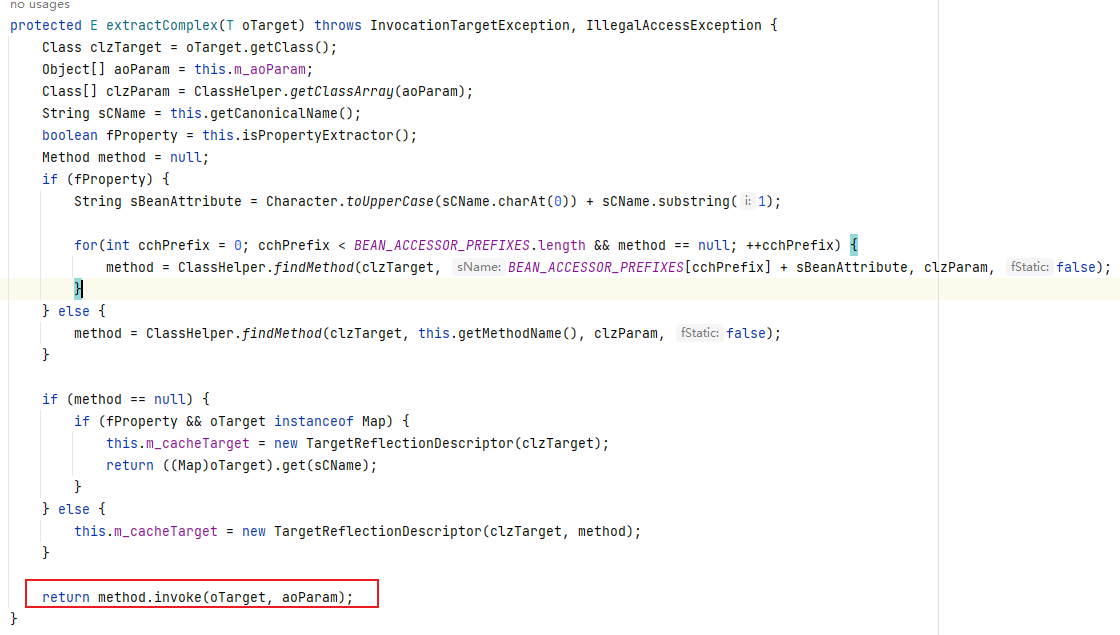 no usages
protected E extractComplex(T oTarget) throws InvocationTargetException, IllegalAccessException {
    Class clzTarget = oTarget.getClass();
    Object[] aoParam = this.m_aoParam;
    Class[] clzParam = ClassHelper.getClassArray(aoParam);
    String sCName = this.getCanonicalName();
    boolean fProperty = this.isPropertyExtractor();
    Method method = null;
    if (fProperty) {
        String sBeanAttribute = Character.toUpperCase(sCName.charAt(0)) + sCName.substring( i: 1);
        for(int cchPrefix = 0; cchPrefix < BEAN_ACCESSOR_PREFIXES.length && method == null; ++cchPrefix) {
            method = ClassHelper.findMethod(clzTarget, sName: BEAN_ACCESSOR_PREFIXES[cchPrefix] + sBeanAttribute, clzParam, fStatic: false);
        }
    } else {
        method = ClassHelper.findMethod(clzTarget, this.getMethodName(), clzParam, fStatic: false);
    }
    if (method == null) {
        if (fProperty && oTarget instanceof Map) {
            this.m_cacheTarget = new TargetReflectionDescriptor(clzTarget);
            return ((Map)oTarget).get(sCName);
        }
    } else {
        this.m_cacheTarget = new TargetReflectionDescriptor(clzTarget, method);
    }
    return method.invoke(oTarget, aoParam);
}